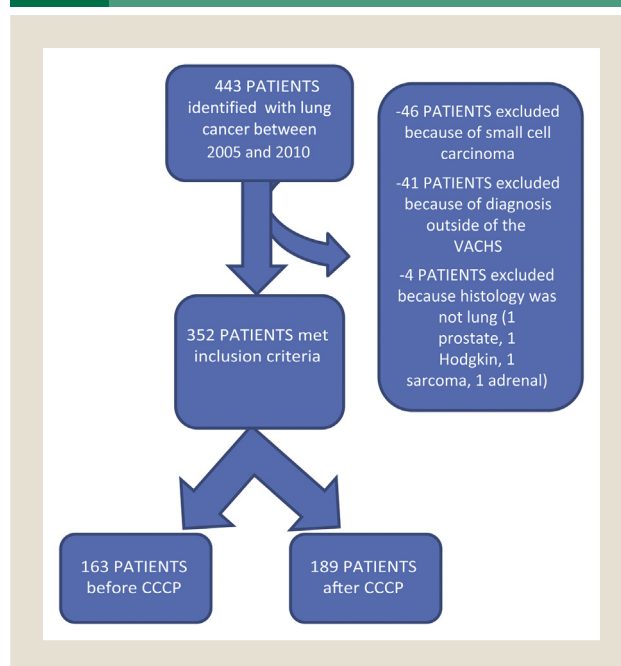 443 PATIENTS
identified with lung
cancer between
2005 and 2010
-46 PATIENTS excluded
because of small cell
carcinoma
-41 PATIENTS excluded
because of diagnosis
outside of the
VACHS
-4 PATIENTS excluded
because histology was
not lung (1
prostate, 1
Hodgkin, 1
sarcoma, 1 adrenal)
352 PATIENTS met
inclusion criteria
163 PATIENTS
before CCCP
189 PATIENTS
after CCCP